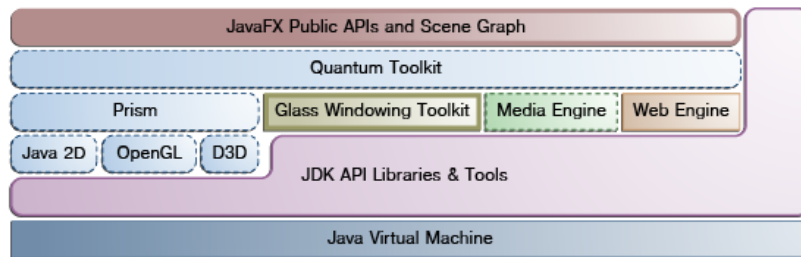 JavaFX Public APIs and Scene Graph
Quantum Toolkit
Prism
Glass Windowing Toolkit
Media Engine
Web Engine
Java 2D
OpenGL
D3D
JDK API Libraries & Tools
Java Virtual Machine